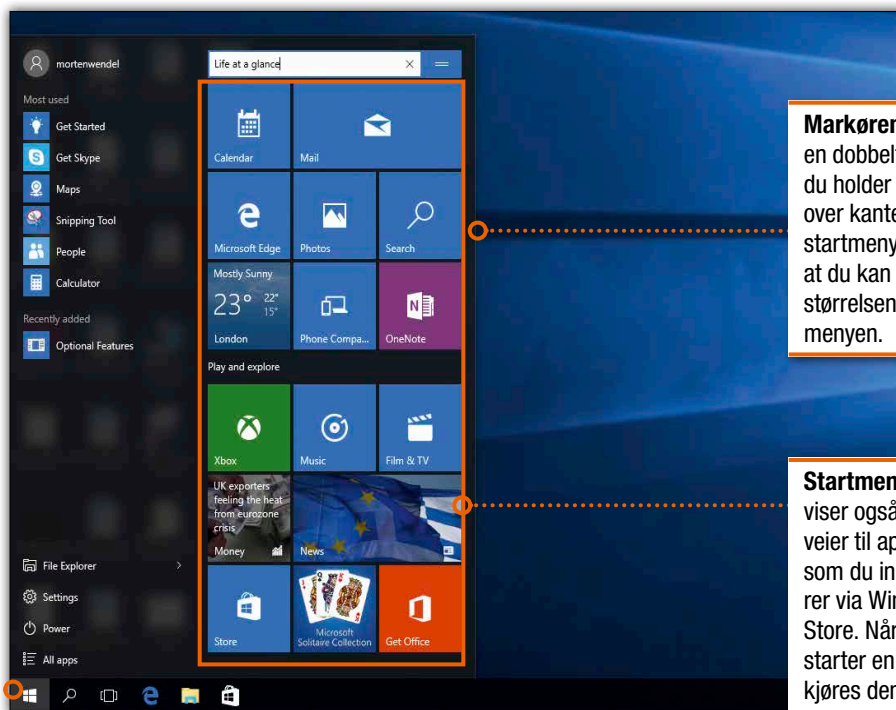 mortenwendel
Most used
Get Started
Get Skype
Maps
Snipping Tool
People
Calculator
Recently added
Optional Features
File Explorer
Settings
Power
All apps
Life at a glance
Calendar
Mail
Microsoft Edge
Photos
Search
Mostly Sunny
23° 22°
15°
London
Phone Compa...
OneNote
Play and explore
Xbox
Music
Film & TV
UK exporters
feeling the heat
from eurozone
crisis
Money
News
Store
Microsoft
Solitaire Collection
Get Office
Markøren
en dobbelt
du holder
over kante
startmeny
at du kan
størrelsen
menyen.
Startmen
viser også
veier til ap
som du in
rer via Win
Store. Når
starter en
kjøres den